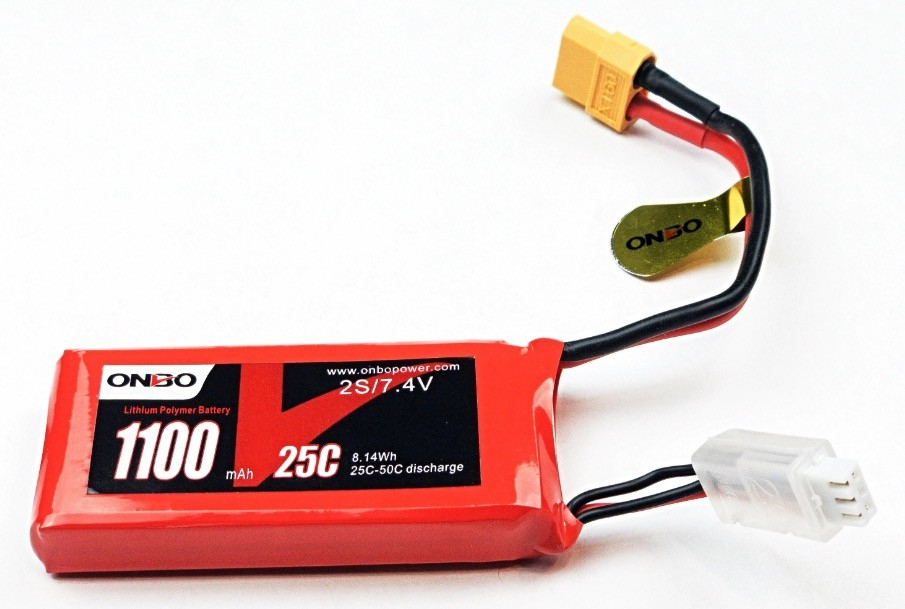 XT60
ONBO
ONBO
www.onbopower.com
2S/7.4V
Lithium Polymer Battery
1100 mAh
25C
8.14Wh
25C-50C discharge